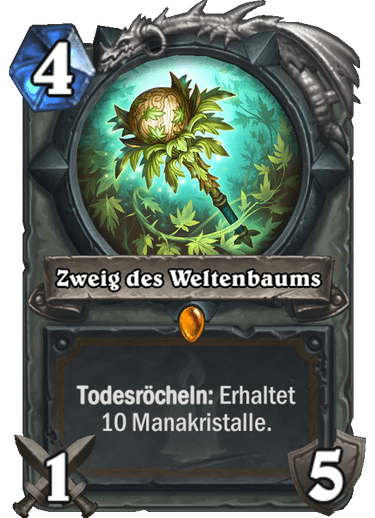 4
Zweig des Weltenbaums
Todesröcheln: Erhaltet
10 Manakristalle.
1
5